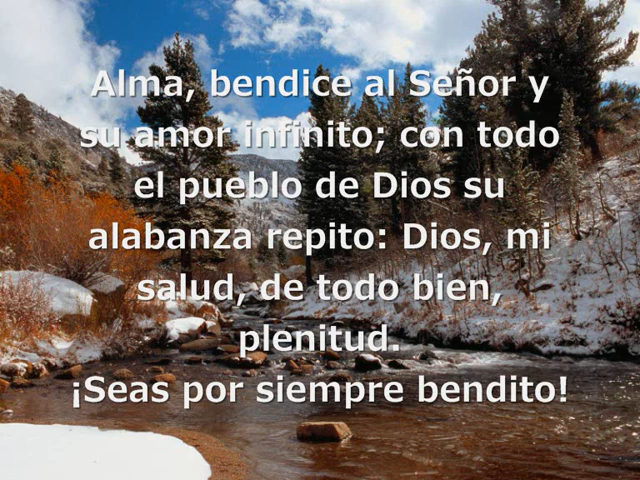 Alma, bendice al Señor y
su amor infinito; con todo
el pueblo de Dios su
alabanza repito: Dios, mi
salud, de todo bien,
plenitud.
¡Seas por siempre bendito!